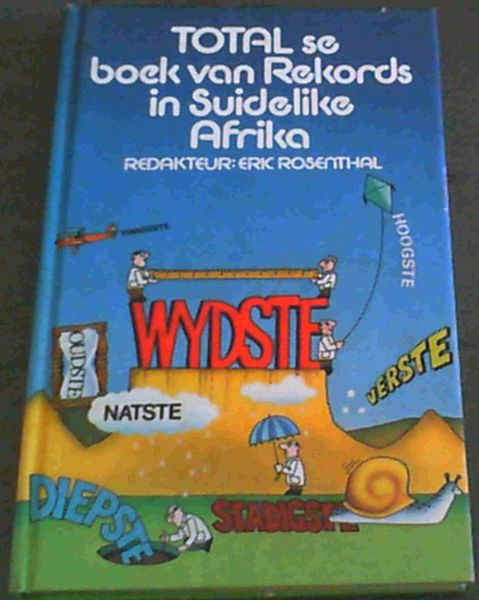 TOTAL se
boek van Rekords
in Suidelike
Afrika
REDAKTEUR: ERIC ROSENTHAL
HOOGSTE
WYDSTE
OUDSTE
VERSTE
NATSTE
DIEPSTE
STADIGSTE